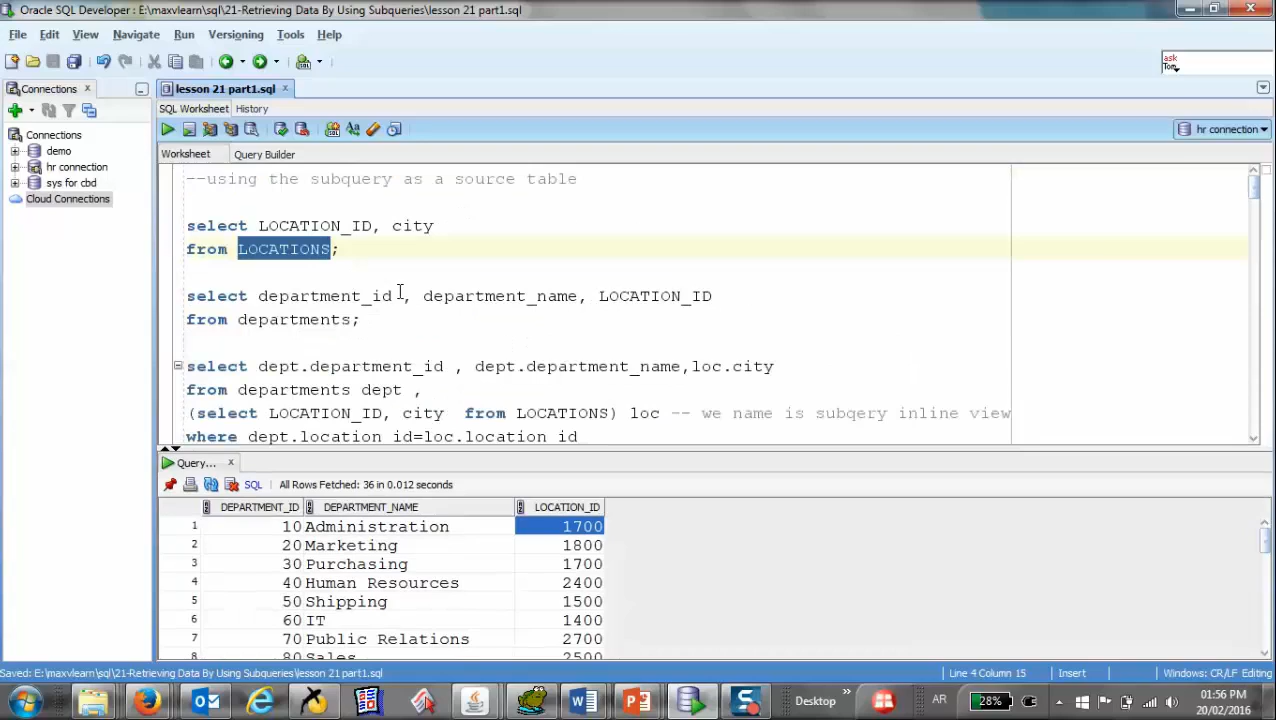 Oracle SQL Developer : E:\maxvlearn\sql\21-Retrieving Data By Using Subqueries\lesson 21 part1.sql
File Edit View Navigate Run Versioning Tools Help
ask
Tom
Connections
lesson 21 part1.sql
SQL Worksheet History
hr connection
Connections
demo
hr connection
sys for cbd
Cloud Connections
Worksheet Query Builder
--using the subquery as a source table
select LOCATION_ID, city
from LOCATIONS;
select department_id , department_name, LOCATION_ID
from departments;
select dept.department_id , dept.department_name,loc.city
from departments dept ,
(select LOCATION_ID, city from LOCATIONS) loc -- we name is subqery inline view
where dept.location_id=loc.location_id
Query...
SQL All Rows Fetched: 36 in 0.012 seconds
DEPARTMENT_ID DEPARTMENT_NAME LOCATION_ID
1 10 Administration 1700
2 20 Marketing 1800
3 30 Purchasing 1700
4 40 Human Resources 2400
5 50 Shipping 1500
6 60 IT 1400
7 70 Public Relations 2700
8 80 Sales 2500
Saved: E:\maxvlearn\sql\21-Retrieving Data By Using Subqueries\lesson 21 part1.sql
Line 4 Column 15 Insert Windows: CR/LF Editing
Desktop » AR 28% 01:56 PM
20/02/2016